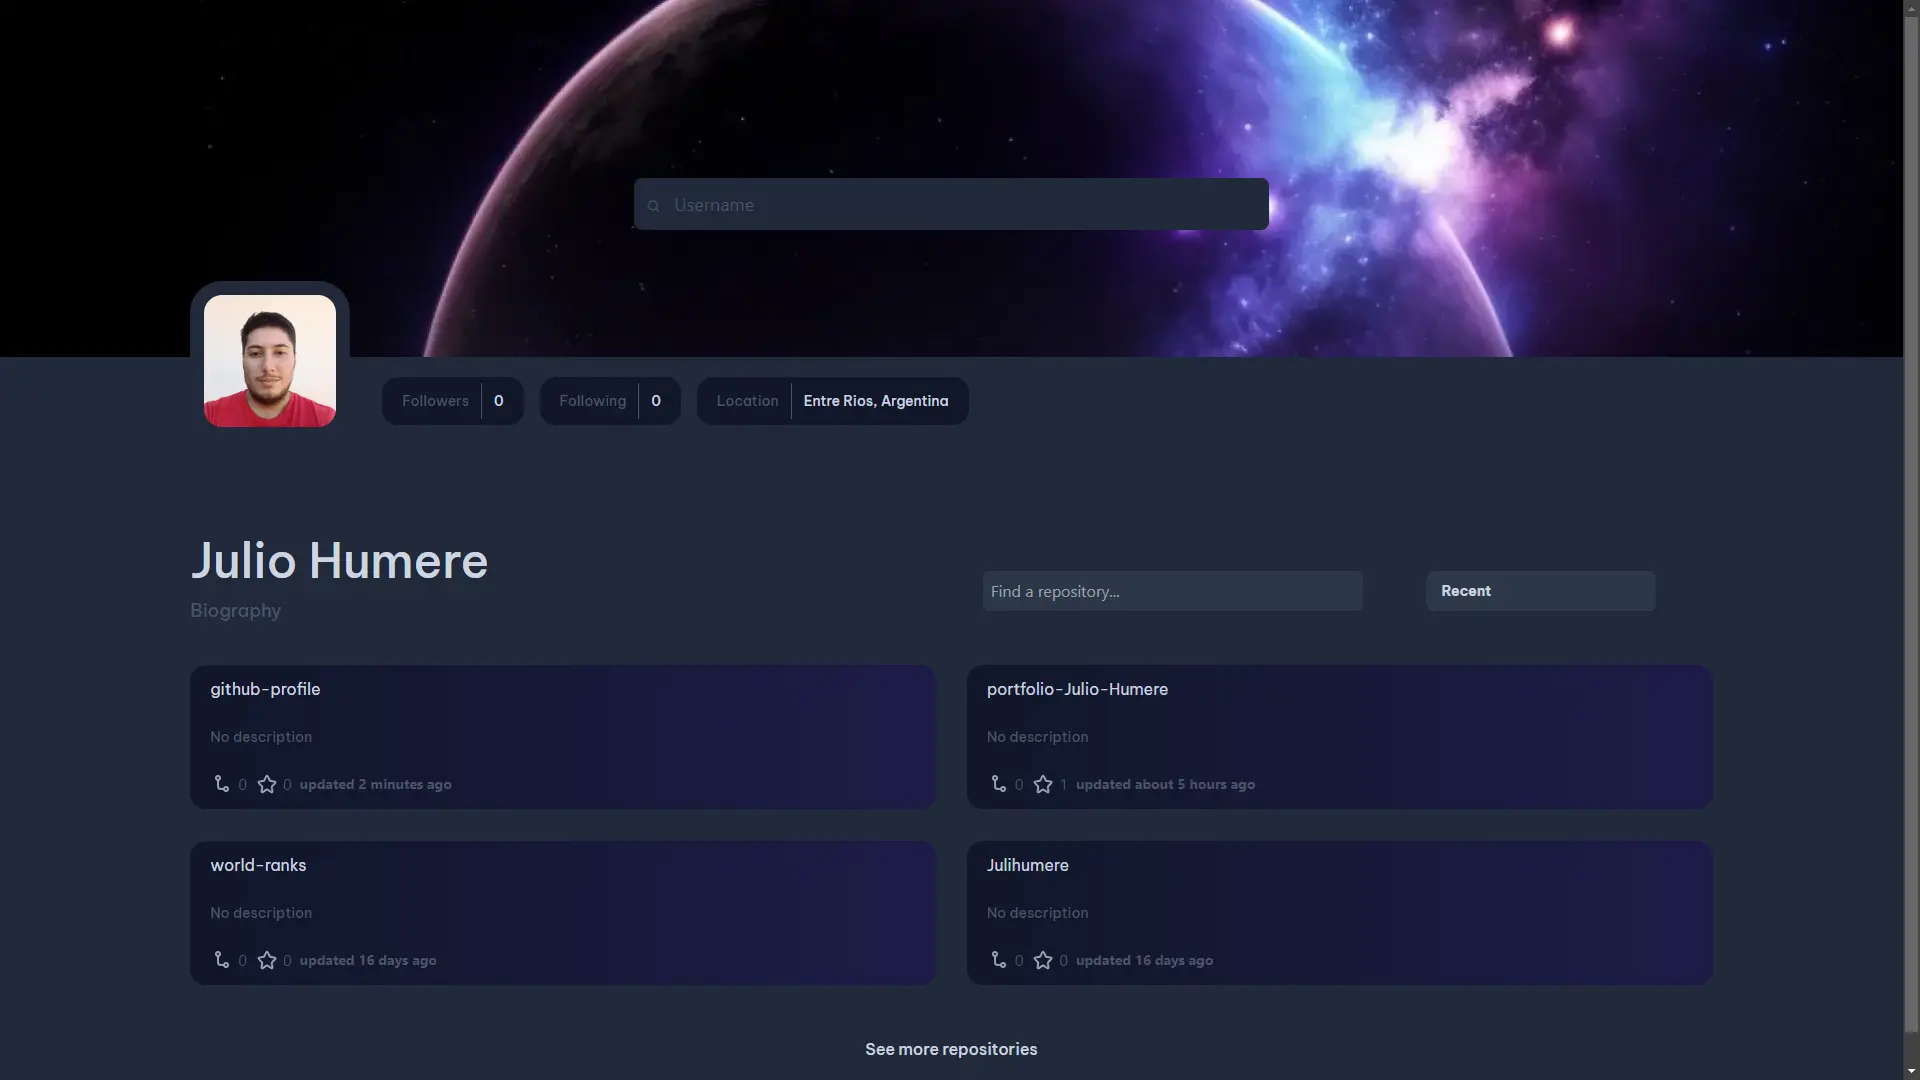 Username
Followers 0 Following 0 Location Entre Rios, Argentina
Julio Humere
Biography
Find a repository...
Recent
github-profile
No description
0 0 updated 2 minutes ago
portfolio-Julio-Humere
No description
0 1 updated about 5 hours ago
world-ranks
No description
0 0 updated 16 days ago
Julihumere
No description
0 0 updated 16 days ago
See more repositories